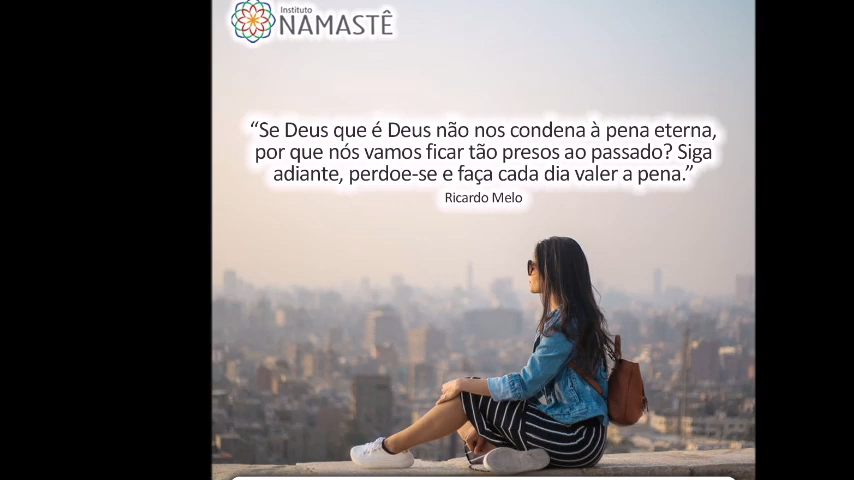 Instituto
NAMASTÊ
“Se Deus que é Deus não nos condena à pena eterna,
por que nós vamos ficar tão presos ao passado? Siga
adiante, perdoe-se e faça cada dia valer a pena.”
Ricardo Melo